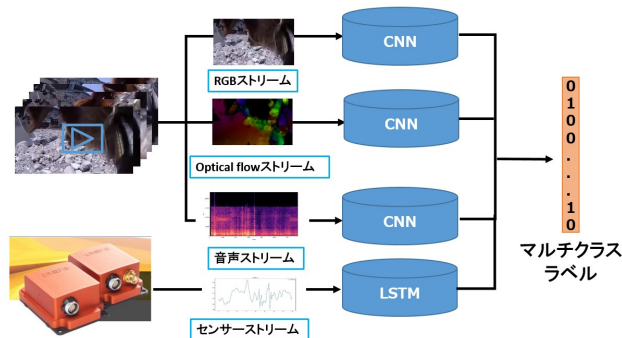 CNN
RGBストリーム
CNN
Optical flowストリーム
CNN
音声ストリーム
LSTM
センサーストリーム
0
1
0
0
.
.
.
1
0
マルチクラス
ラベル